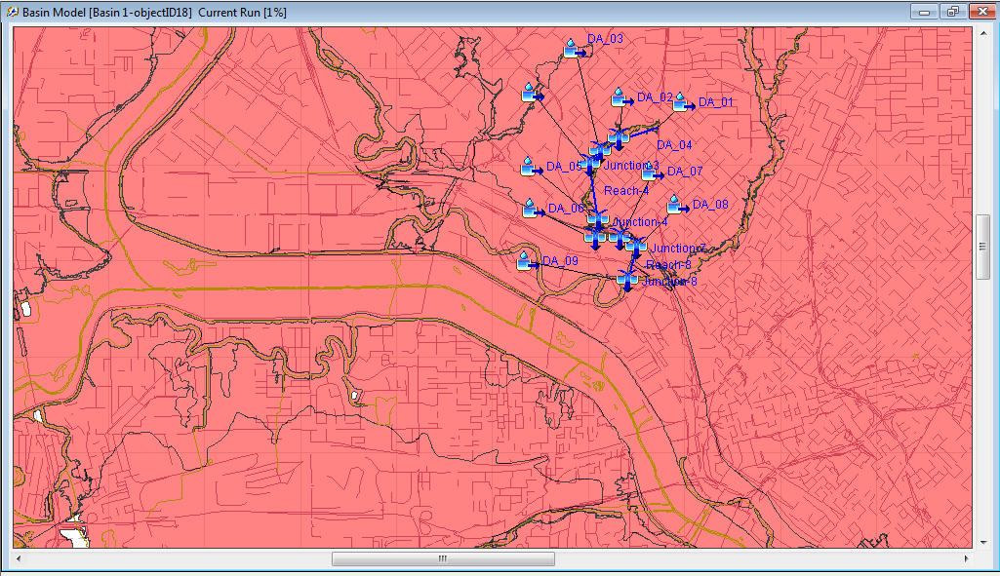 Basin Model [Basin 1-objectID18] Current Run [1%]
DA_03
DA_02
DA_01
DA_04
Junction-3
DA_05
DA_07
Reach-4
DA_06
DA_08
Junction-4
Junction-7
DA_09
Reach-8
Junction-8